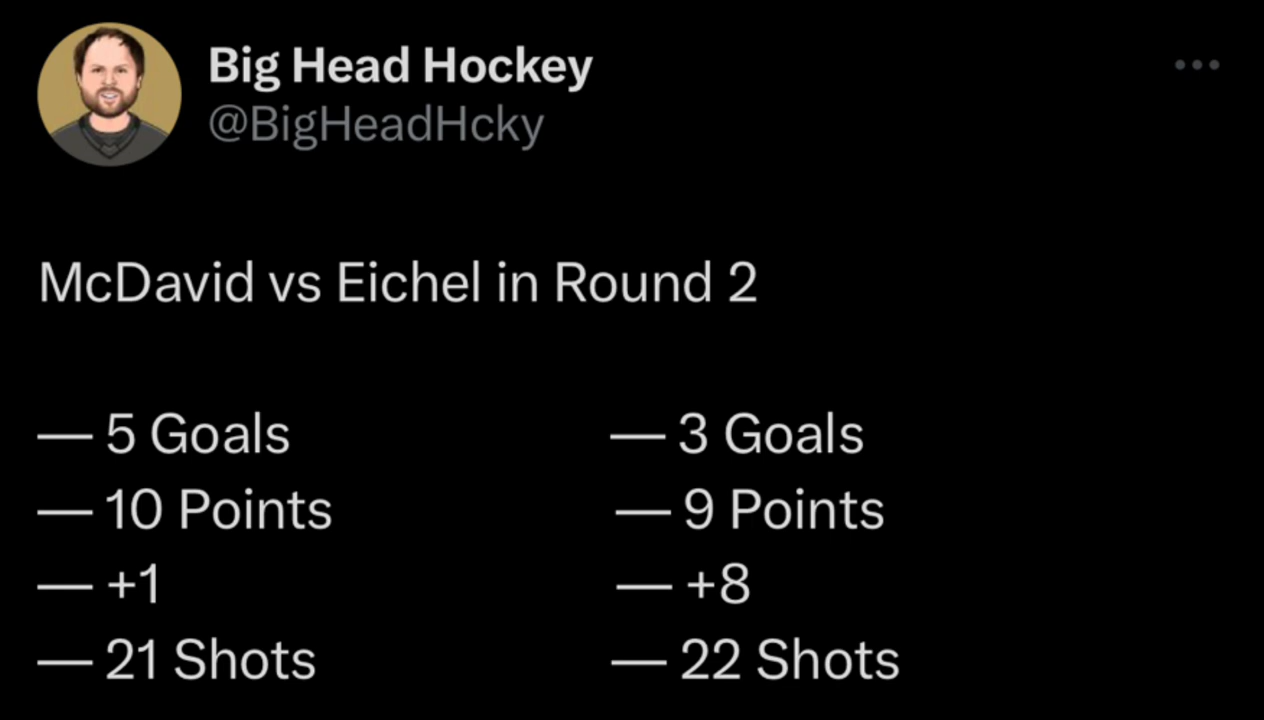 Big Head Hockey
@BigHeadHcky
McDavid vs Eichel in Round 2
— 5 Goals — 3 Goals
— 10 Points — 9 Points
— +1 — +8
— 21 Shots — 22 Shots